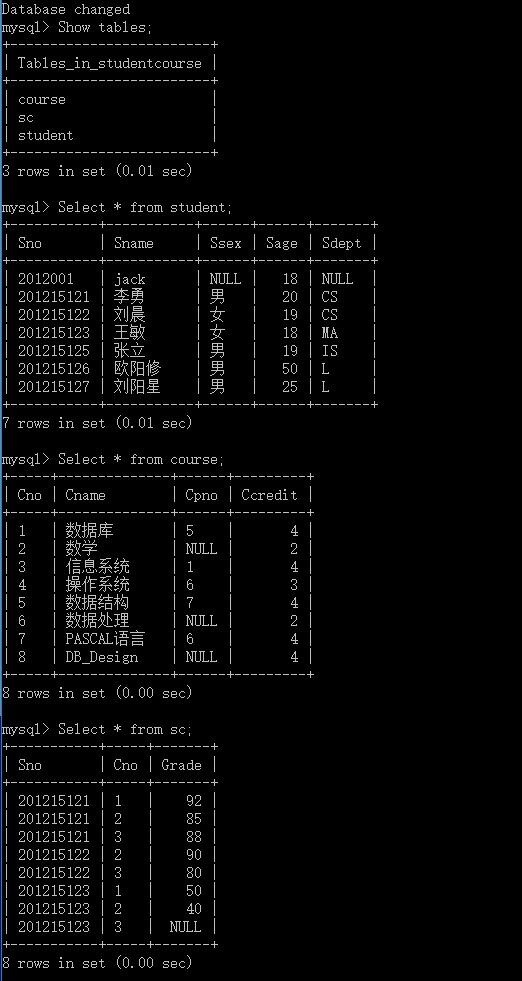 Database changed
mysql> Show tables;
+-------------------------+
| Tables_in_studentcourse |
+-------------------------+
| course                  |
| sc                      |
| student                 |
+-------------------------+
3 rows in set (0.01 sec)
mysql> Select * from student;
+-----------+--------+------+------+-------+
| Sno       | Sname  | Ssex | Sage | Sdept |
+-----------+--------+------+------+-------+
| 2012001   | jack   | NULL |   18 | NULL  |
| 201215121 | 李勇   | 男   |   20 | CS    |
| 201215122 | 刘晨   | 女   |   19 | CS    |
| 201215123 | 王敏   | 女   |   18 | MA    |
| 201215125 | 张立   | 男   |   19 | IS    |
| 201215126 | 欧阳修 | 男   |   50 | L     |
| 201215127 | 刘阳星 | 男   |   25 | L     |
+-----------+--------+------+------+-------+
7 rows in set (0.01 sec)
mysql> Select * from course;
+-----+------------+------+---------+
| Cno | Cname      | Cpno | Ccredit |
+-----+------------+------+---------+
| 1   | 数据库     | 5    |       4 |
| 2   | 数学       | NULL |       2 |
| 3   | 信息系统   | 1    |       4 |
| 4   | 操作系统   | 6    |       3 |
| 5   | 数据结构   | 7    |       4 |
| 6   | 数据处理   | NULL |       2 |
| 7   | PASCAL语言 | 6    |       4 |
| 8   | DB_Design  | NULL |       4 |
+-----+------------+------+---------+
8 rows in set (0.00 sec)
mysql> Select * from sc;
+-----------+-----+-------+
| Sno       | Cno | Grade |
+-----------+-----+-------+
| 201215121 | 1   |    92 |
| 201215121 | 2   |    85 |
| 201215121 | 3   |    88 |
| 201215122 | 2   |    90 |
| 201215122 | 3   |    80 |
| 201215123 | 1   |    50 |
| 201215123 | 2   |    40 |
| 201215123 | 3   |  NULL |
+-----------+-----+-------+
8 rows in set (0.00 sec)